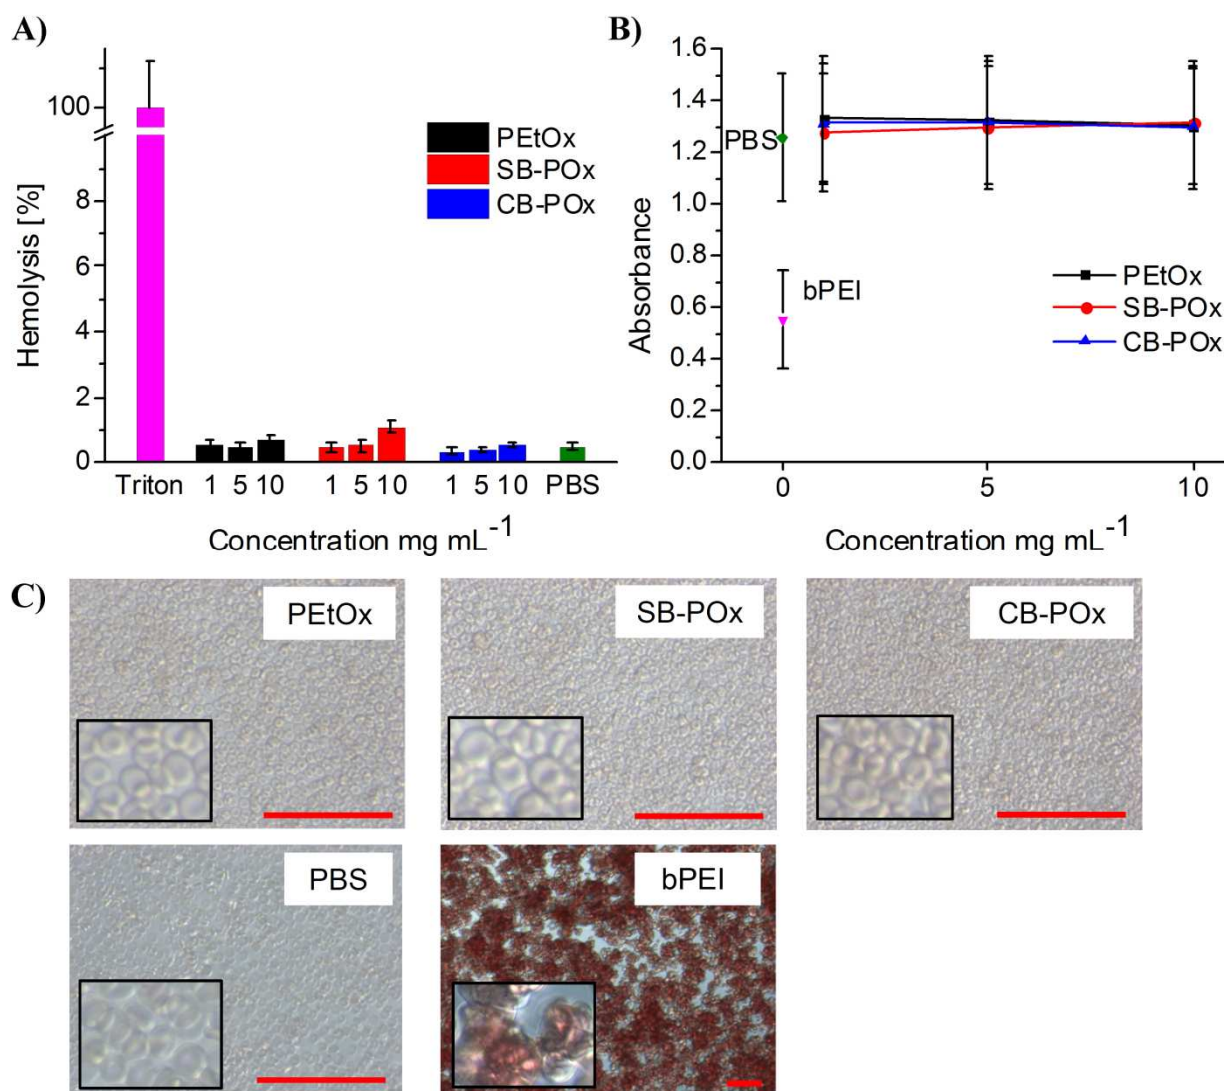 A)
Hemolysis [%]
100
8
6
4
2
0
PEtOx
SB-POx
CB-POx
Triton 1 5 10 1 5 10 1 5 10 PBS
Concentration mg mL⁻¹
B)
Absorbance
1.6
1.4
1.2
1.0
0.8
0.6
0.4
0.2
0.0
PBS
bPEI
PEtOx
SB-POx
CB-POx
0 5 10
Concentration mg mL⁻¹
C)
PEtOx
SB-POx
CB-POx
PBS
bPEI